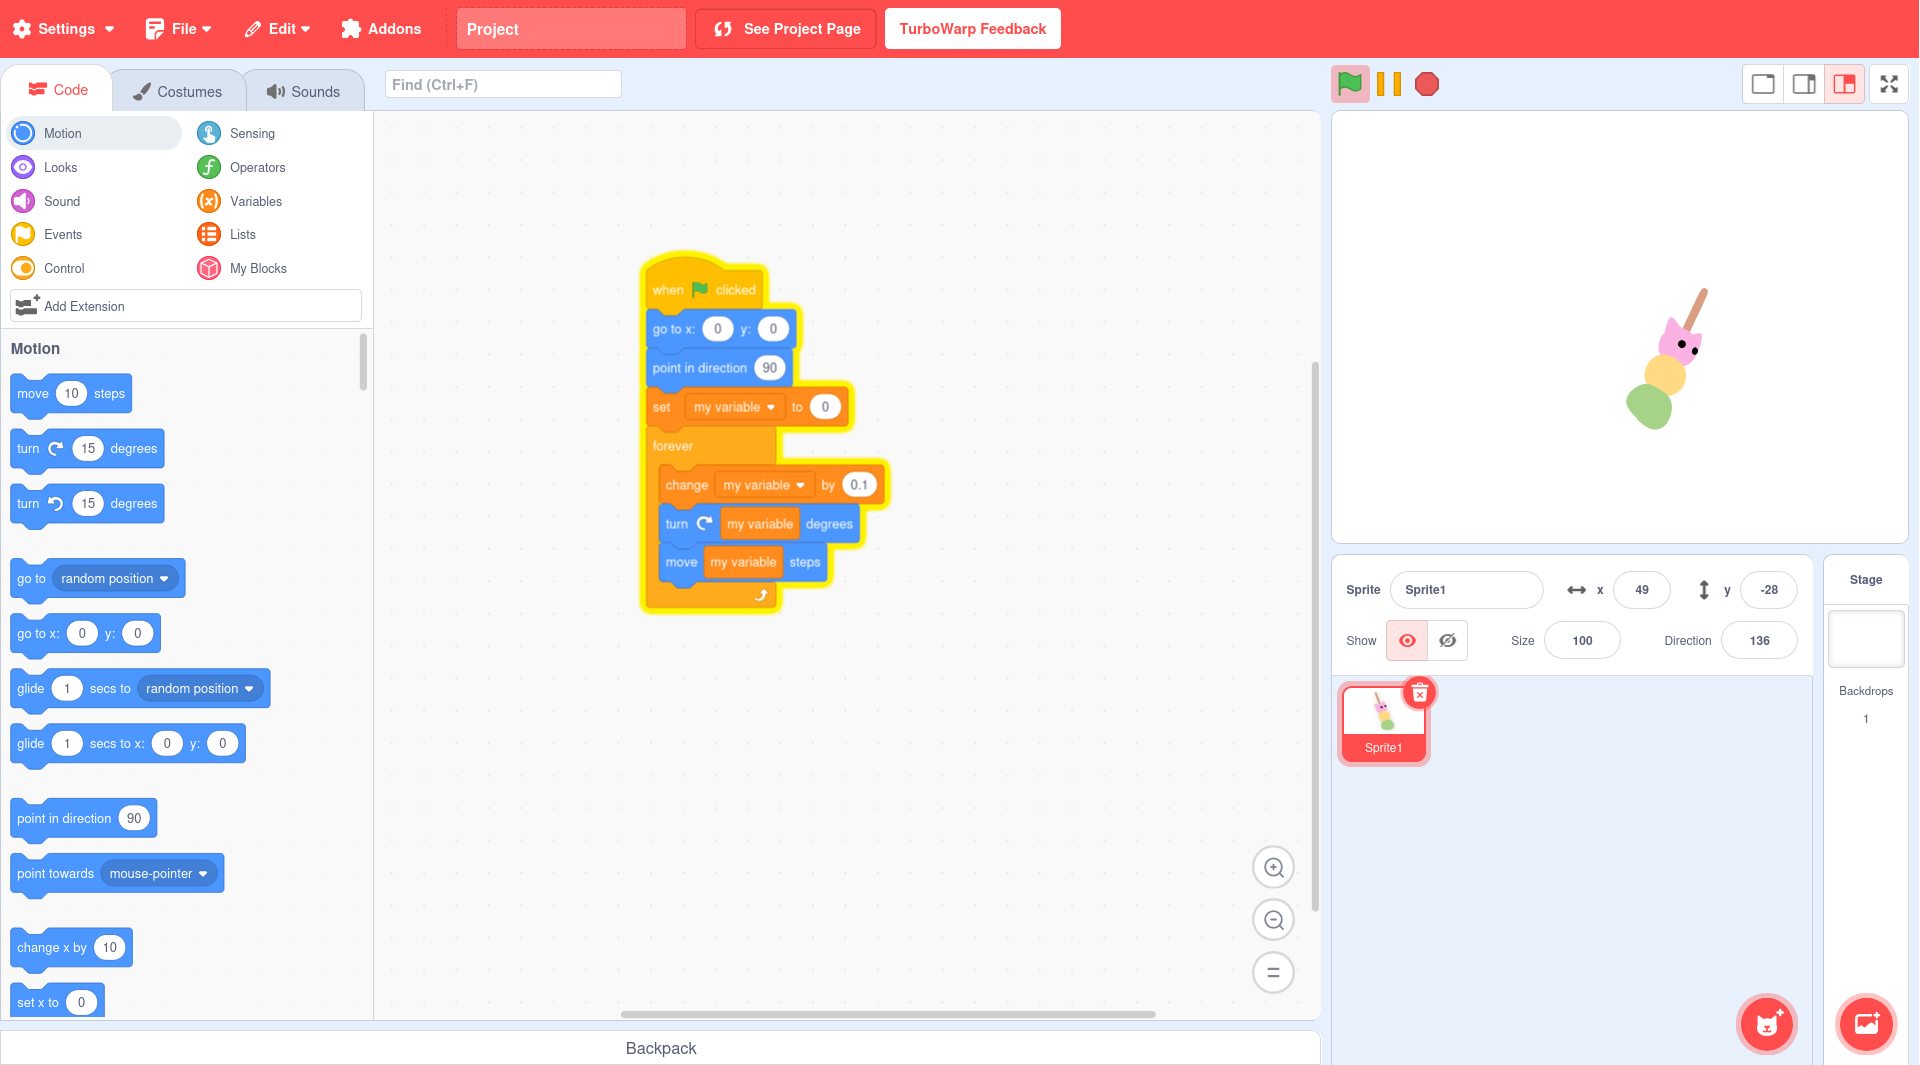 Settings File Edit Addons Project See Project Page TurboWarp Feedback
Code Costumes Sounds Find (Ctrl+F)
Motion Sensing
Looks Operators
Sound Variables
Events Lists
Control My Blocks
Add Extension
Motion
move 10 steps
turn 15 degrees
turn 15 degrees
go to random position
go to x: 0 y: 0
glide 1 secs to random position
glide 1 secs to x: 0 y: 0
point in direction 90
point towards mouse-pointer
change x by 10
set x to 0
when clicked
go to x: 0 y: 0
point in direction 90
set my variable to 0
forever
change my variable by 0.1
turn my variable degrees
move my variable steps
Backpack
Sprite Sprite1 x 49 y -28
Show Size 100 Direction 136
Sprite1
Stage
Backdrops
1